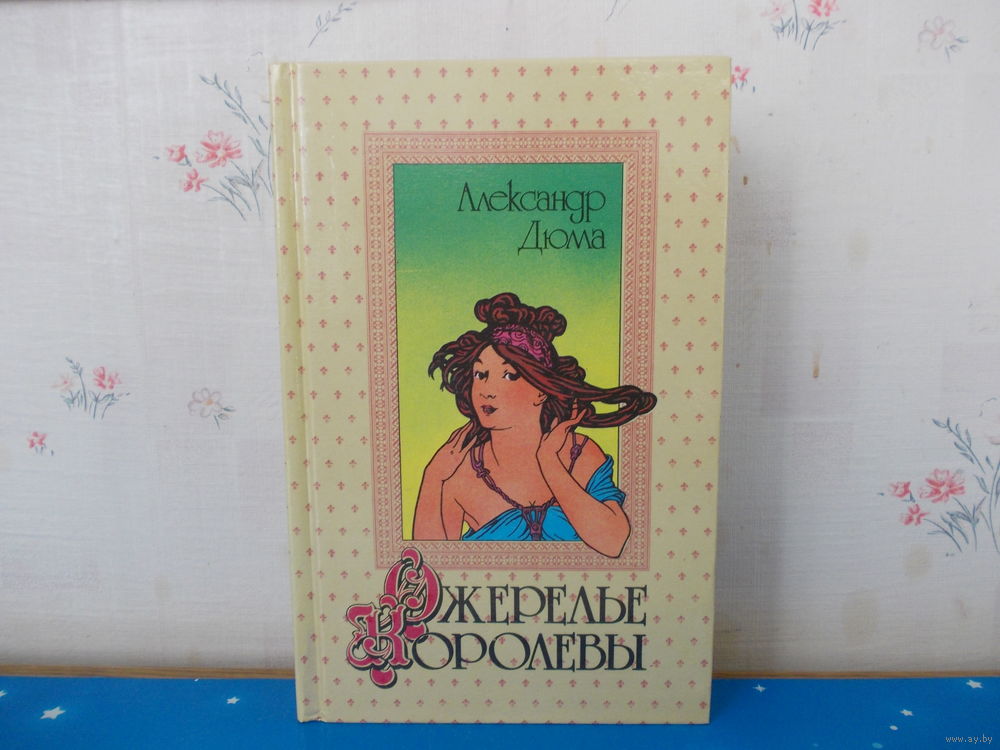 Александр
Дюма
Ожерелье
Королевы
www.ay.by